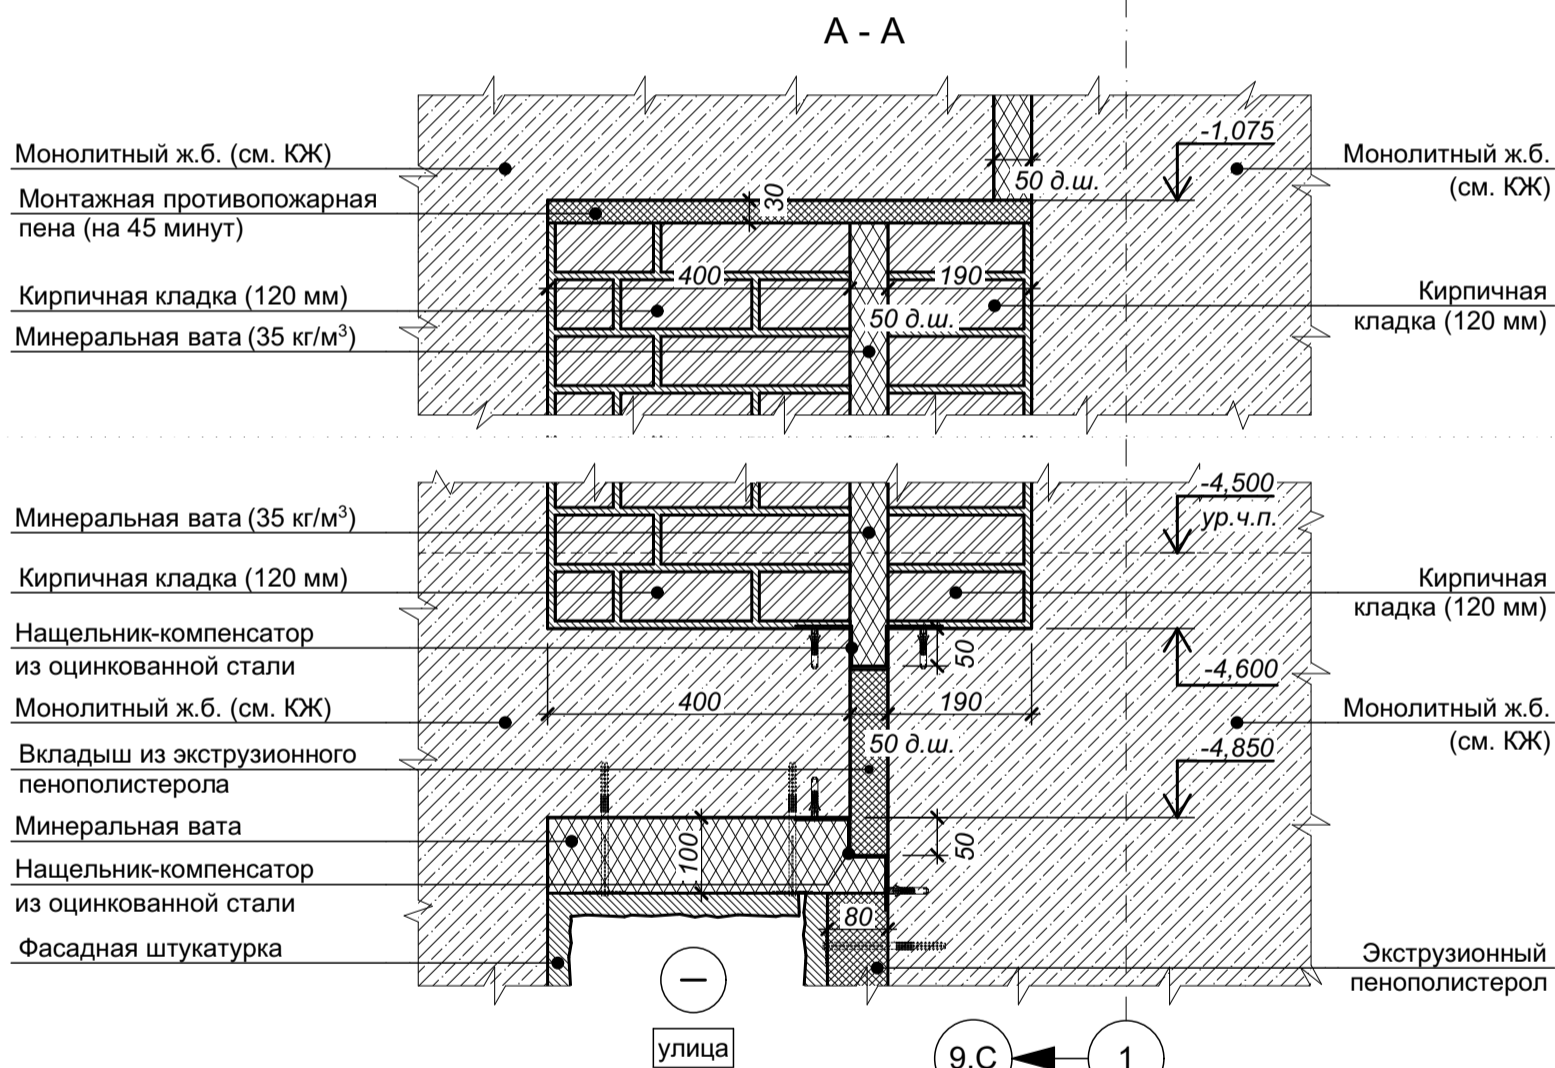 А - А
-1,075
Монолитный ж.б. (см. КЖ)
Монолитный ж.б.
(см. КЖ)
50 д.ш.
Монтажная противопожарная
пена (на 45 минут)
30
400
190
Кирпичная кладка (120 мм)
Кирпичная
кладка (120 мм)
50 д.ш.
Минеральная вата (35 кг/м³)
-4,500
ур.ч.п.
Минеральная вата (35 кг/м³)
Кирпичная кладка (120 мм)
Кирпичная
кладка (120 мм)
Нащельник-компенсатор
из оцинкованной стали
50
-4,600
400
190
Монолитный ж.б. (см. КЖ)
Монолитный ж.б.
(см. КЖ)
50 д.ш.
-4,850
Вкладыш из экструзионного
пенополистерола
Минеральная вата
100
50
Нащельник-компенсатор
из оцинкованной стали
80
Фасадная штукатурка
Экструзионный
пенополистерол
–
улица
9.С
1